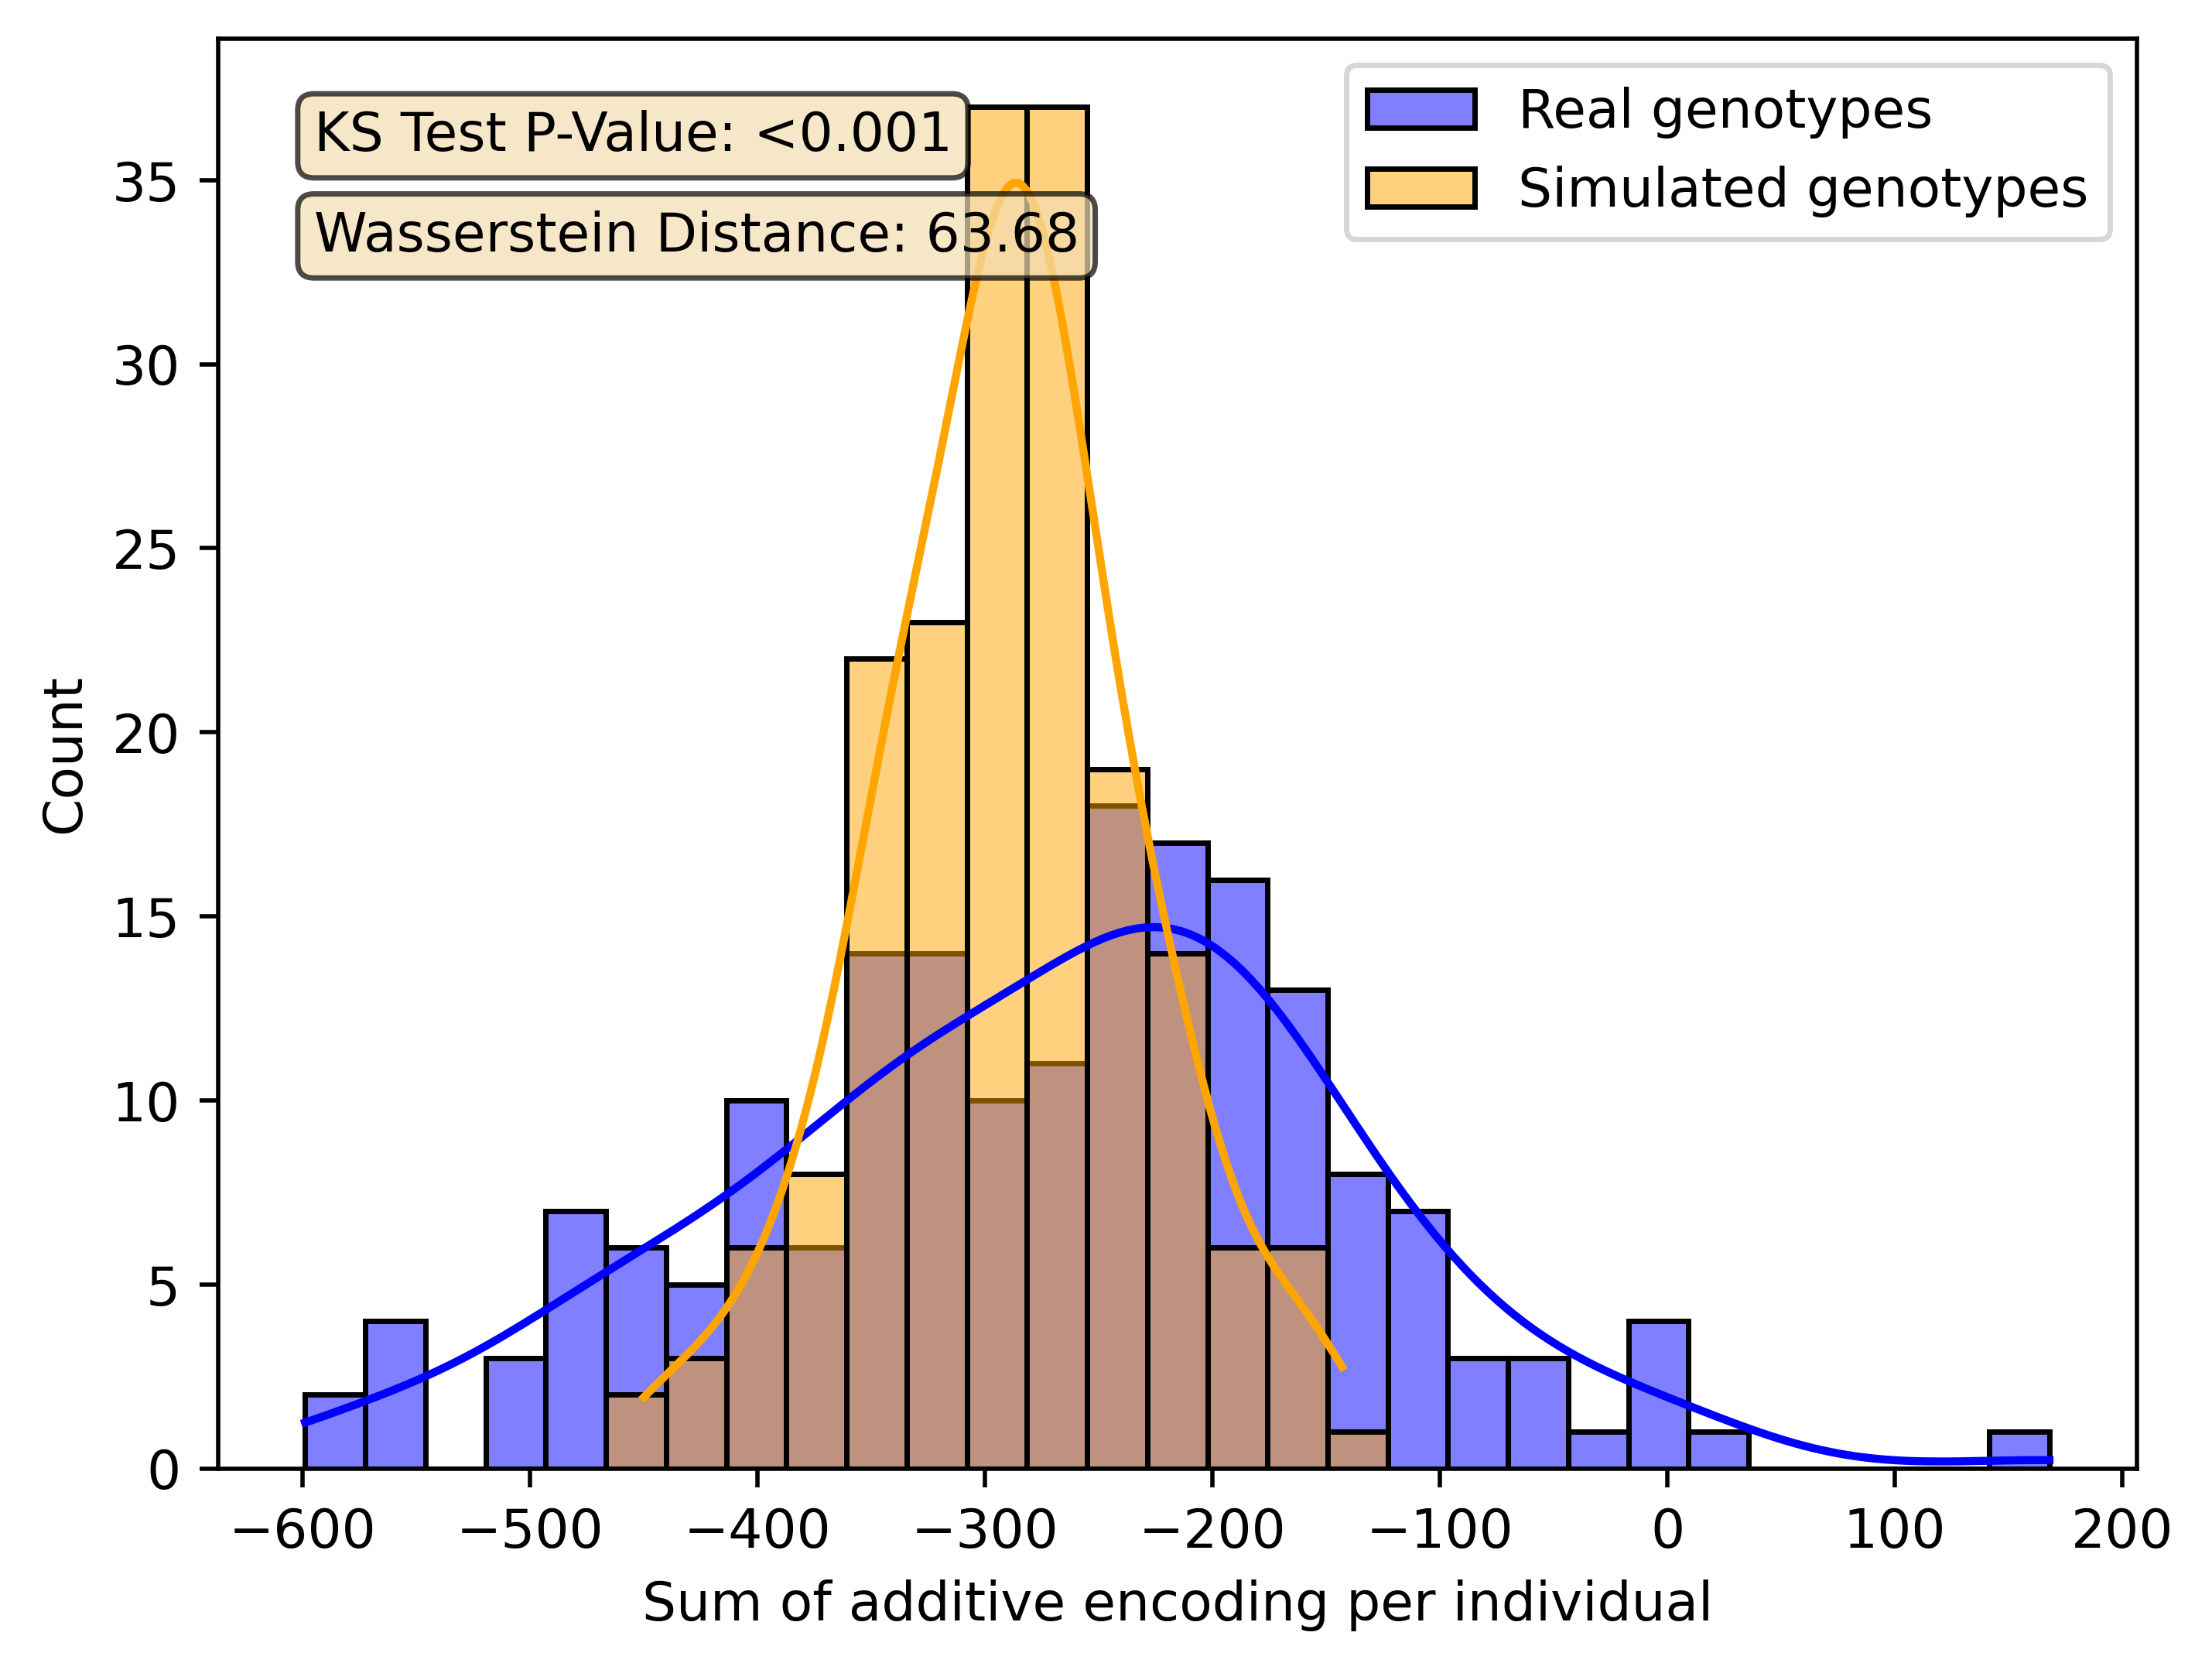 KS Test P-Value: <0.001
Wasserstein Distance: 63.68
Real genotypes
Simulated genotypes
Count
35
30
25
20
15
10
5
0
−600 −500 −400 −300 −200 −100 0 100 200
Sum of additive encoding per individual